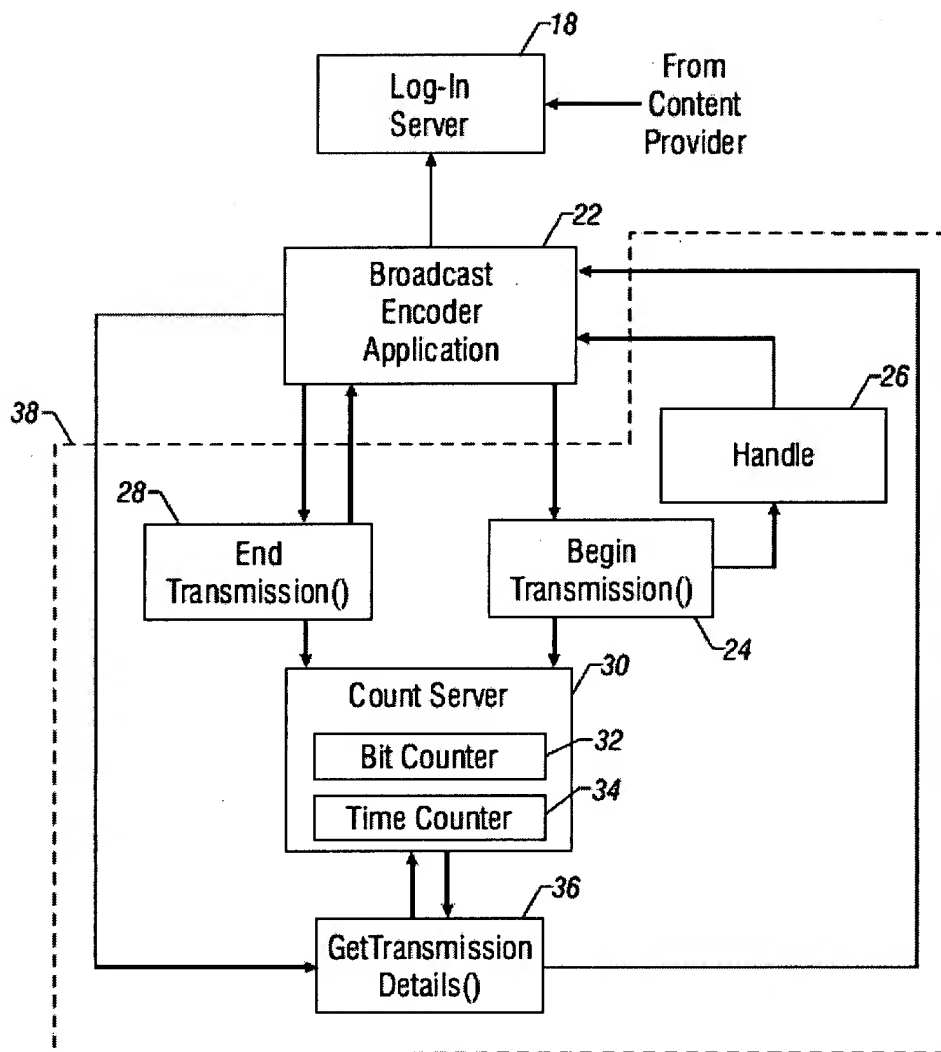 18
Log-In
Server
From
Content
Provider
22
Broadcast
Encoder
Application
26
Handle
38
28
End
Transmission()
Begin
Transmission()
24
30
Count Server
Bit Counter
32
Time Counter
34
36
GetTransmission
Details()